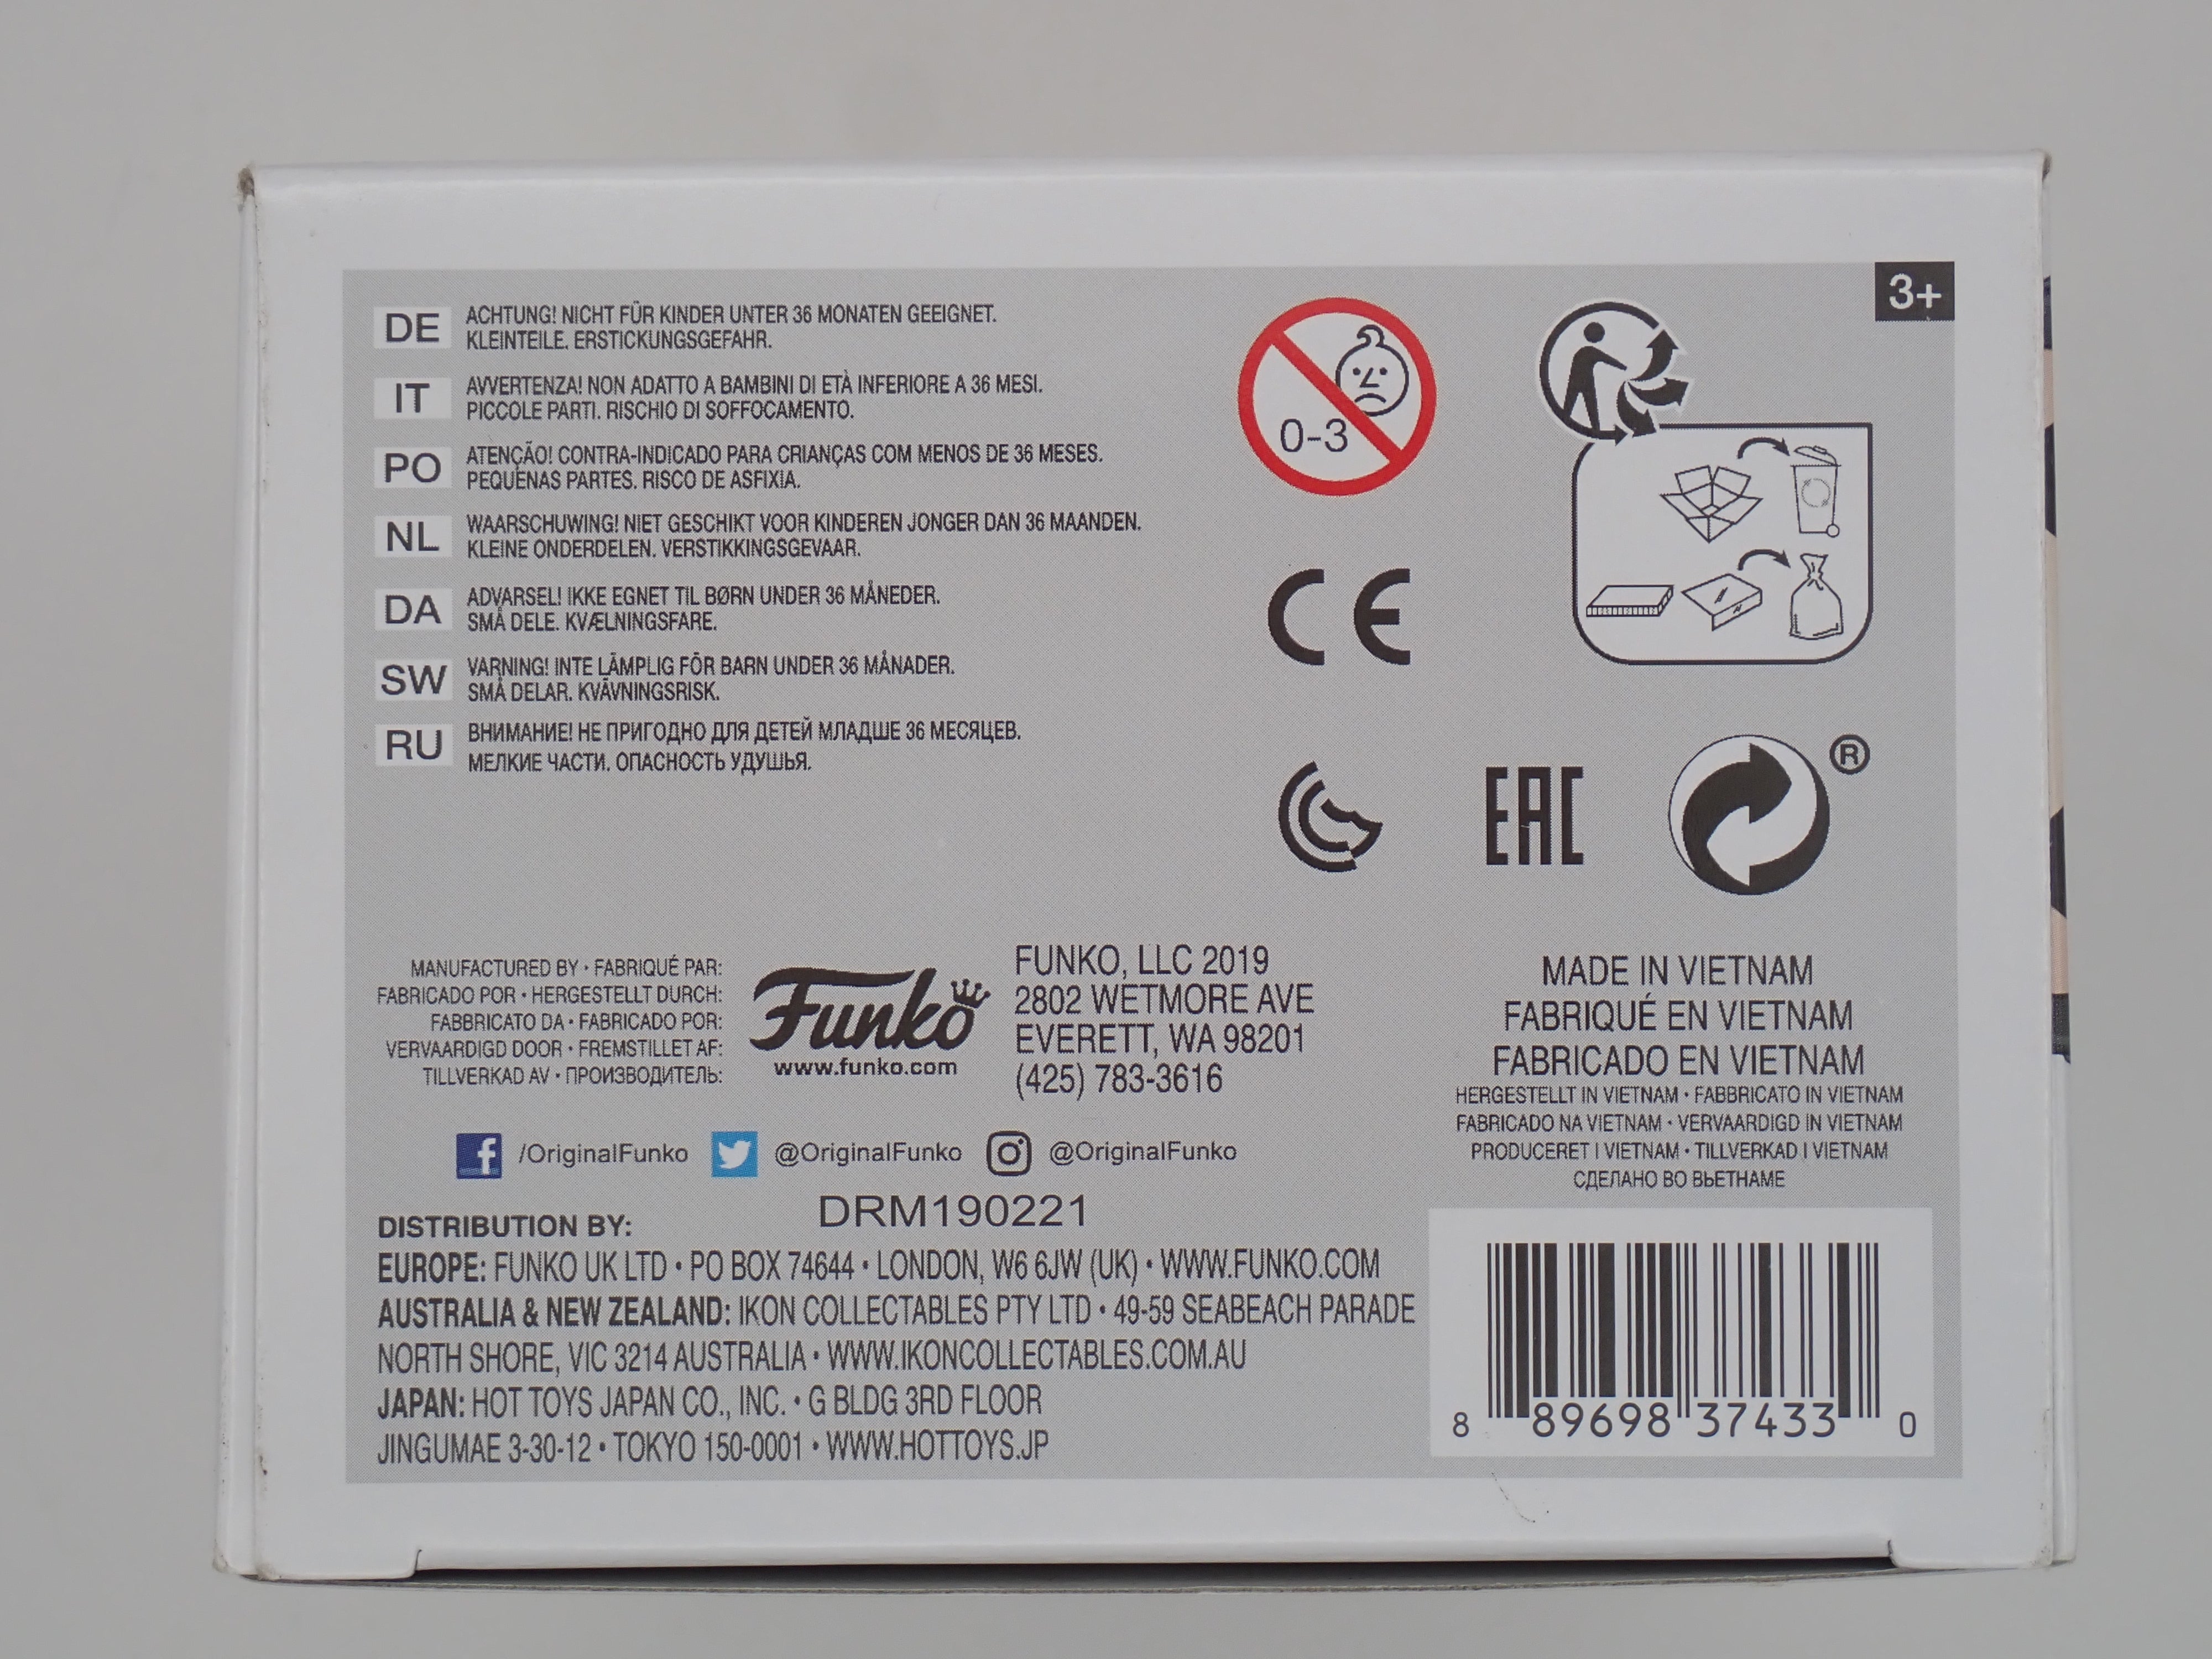 3+
DE
ACHTUNG! NICHT FÜR KINDER UNTER 36 MONATEN GEEIGNET.
KLEINTEILE. ERSTICKUNGSGEFAHR.
IT
AVVERTENZA! NON ADATTO A BAMBINI DI ETÀ INFERIORE A 36 MESI.
PICCOLE PARTI. RISCHIO DI SOFFOCAMENTO.
PO
ATENÇÃO! CONTRA-INDICADO PARA CRIANÇAS COM MENOS DE 36 MESES.
PEQUENAS PARTES. RISCO DE ASFIXIA.
NL
WAARSCHUWING! NIET GESCHIKT VOOR KINDEREN JONGER DAN 36 MAANDEN.
KLEINE ONDERDELEN. VERSTIKKINGSGEVAAR.
DA
ADVARSEL! IKKE EGNET TIL BØRN UNDER 36 MÅNEDER.
SMÅ DELE. KVÆLNINGSFARE.
SW
VARNING! INTE LÄMPLIG FÖR BARN UNDER 36 MÅNADER.
SMÅ DELAR. KVÄVNINGSRISK.
RU
ВНИМАНИЕ! НЕ ПРИГОДНО ДЛЯ ДЕТЕЙ МЛАДШЕ 36 МЕСЯЦЕВ.
МЕЛКИЕ ЧАСТИ. ОПАСНОСТЬ УДУШЬЯ.
0-3
CE
EAC
®
MANUFACTURED BY • FABRIQUÉ PAR:
FABRICADO POR • HERGESTELLT DURCH:
FABBRICATO DA • FABRICADO POR:
VERVAARDIGD DOOR • FREMSTILLET AF:
TILLVERKAD AV • ПРОИЗВОДИТЕЛЬ:
Funko
www.funko.com
FUNKO, LLC 2019
2802 WETMORE AVE
EVERETT, WA 98201
(425) 783-3616
MADE IN VIETNAM
FABRIQUÉ EN VIETNAM
FABRICADO EN VIETNAM
HERGESTELLT IN VIETNAM • FABBRICATO IN VIETNAM
FABRICADO NA VIETNAM • VERVAARDIGD IN VIETNAM
PRODUCERET I VIETNAM • TILLVERKAD I VIETNAM
СДЕЛАНО ВО ВЬЕТНАМЕ
/OriginalFunko @OriginalFunko @OriginalFunko
DRM190221
DISTRIBUTION BY:
EUROPE: FUNKO UK LTD • PO BOX 74644 • LONDON, W6 6JW (UK) • WWW.FUNKO.COM
AUSTRALIA & NEW ZEALAND: IKON COLLECTABLES PTY LTD • 49-59 SEABEACH PARADE
NORTH SHORE, VIC 3214 AUSTRALIA • WWW.IKONCOLLECTABLES.COM.AU
JAPAN: HOT TOYS JAPAN CO., INC. • G BLDG 3RD FLOOR
JINGUMAE 3-30-12 • TOKYO 150-0001 • WWW.HOTTOYS.JP
8 89698 37433 0